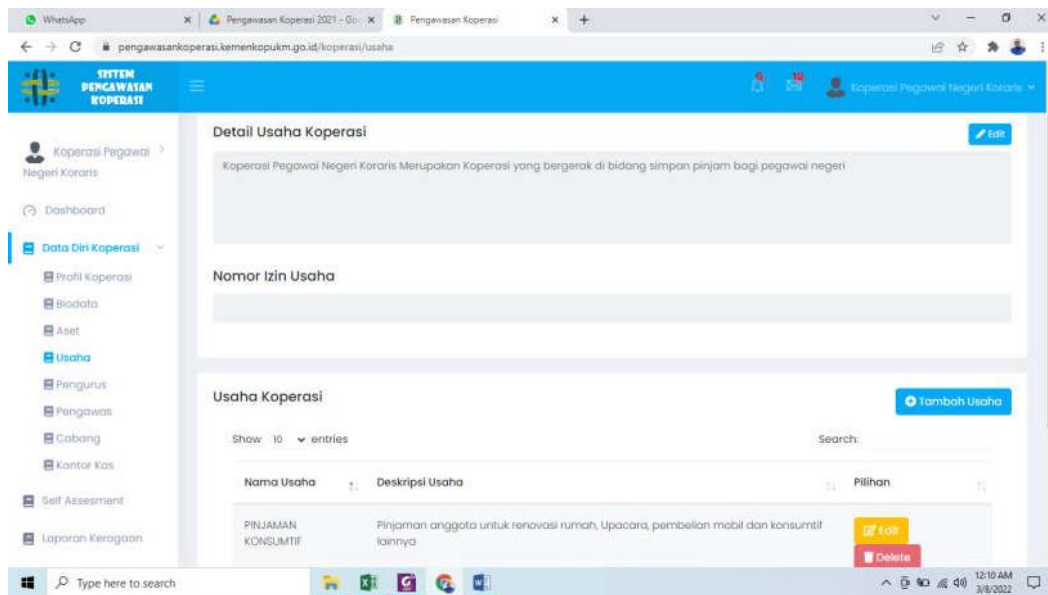 WhatsApp
Pengawasan Koperasi 2021 - Go
Pengawasan Koperasi
pengawasankoperasi.kemenkopukm.go.id/koperasi/usaha
SISTEM
PENGAWASAN
KOPERASI
10
Koperasi Pegawai Negeri Koraris
Koperasi Pegawai
Negeri Koraris
Dashboard
Data Diri Koperasi
Profil Koperasi
Biodata
Aset
Usaha
Pengurus
Pengawas
Cabang
Kantor Kas
Self Assesment
Laporan Keragaan
Detail Usaha Koperasi
Edit
Koperasi Pegawai Negeri Koraris Merupakan Koperasi yang bergerak di bidang simpan pinjam bagi pegawai negeri
Nomor Izin Usaha
Usaha Koperasi
Tambah Usaha
Show 10 entries
Search:
Nama Usaha
Deskripsi Usaha
Pilihan
PINJAMAN
KONSUMTIF
Pinjaman anggota untuk renovasi rumah, Upacara, pembelian mobil dan konsumtif
lainnya
Edit
Delete
Type here to search
12:10 AM
3/8/2022